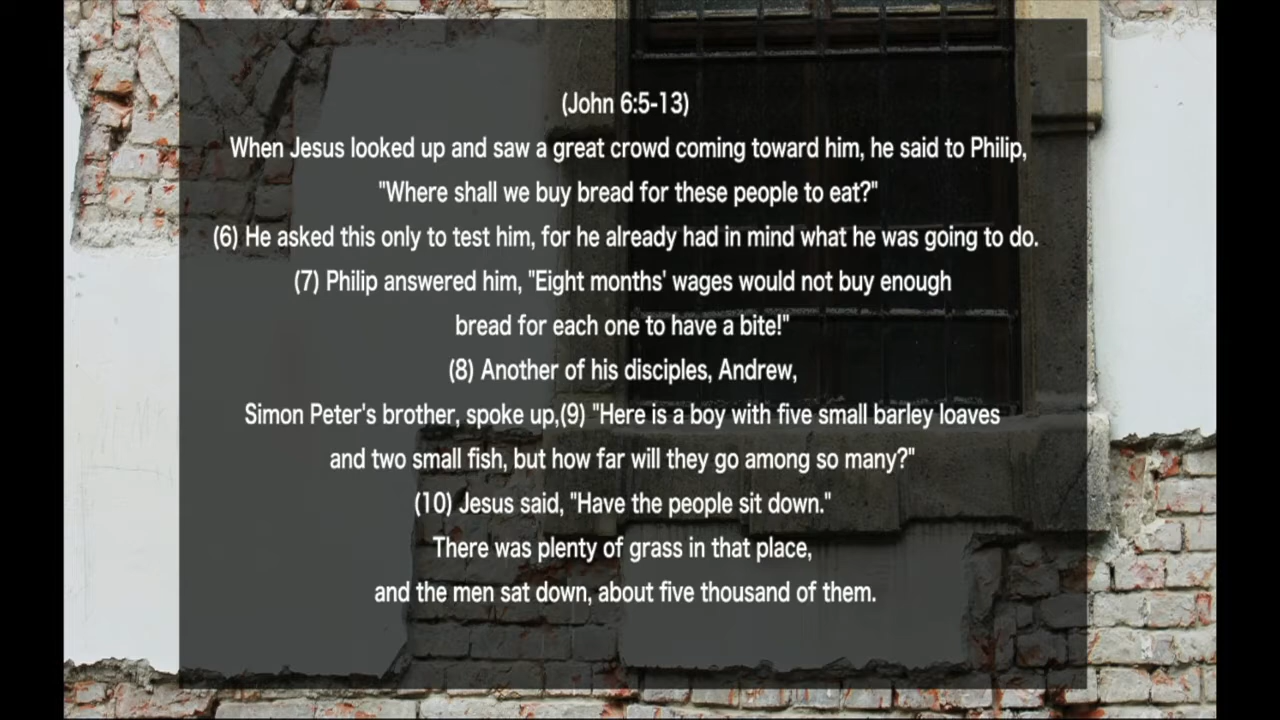 (John 6:5-13)
When Jesus looked up and saw a great crowd coming toward him, he said to Philip,
"Where shall we buy bread for these people to eat?"
(6) He asked this only to test him, for he already had in mind what he was going to do.
(7) Philip answered him, "Eight months' wages would not buy enough
bread for each one to have a bite!"
(8) Another of his disciples, Andrew,
Simon Peter's brother, spoke up,(9) "Here is a boy with five small barley loaves
and two small fish, but how far will they go among so many?"
(10) Jesus said, "Have the people sit down."
There was plenty of grass in that place,
and the men sat down, about five thousand of them.